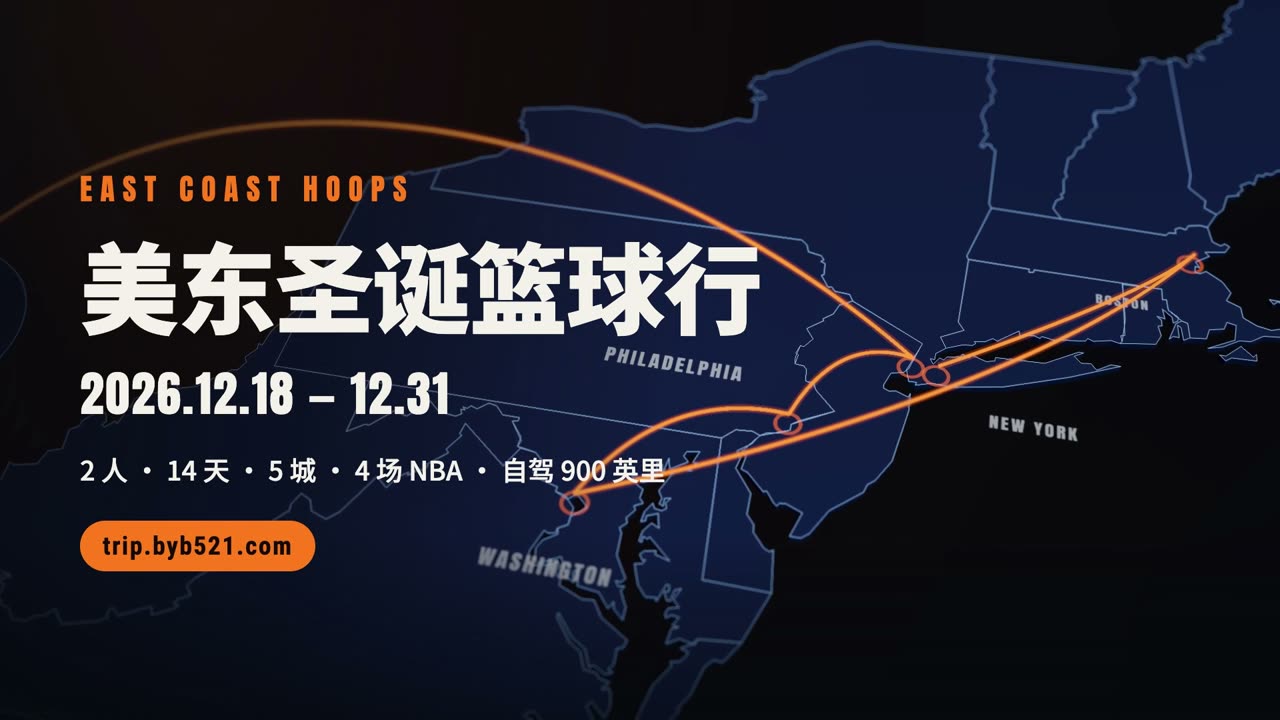 EAST COAST HOOPS
美东圣诞篮球行
2026.12.18 – 12.31
2 人 · 14 天 · 5 城 · 4 场 NBA · 自驾 900 英里
trip.byb521.com
BOSTON
PHILADELPHIA
NEW YORK
WASHINGTON